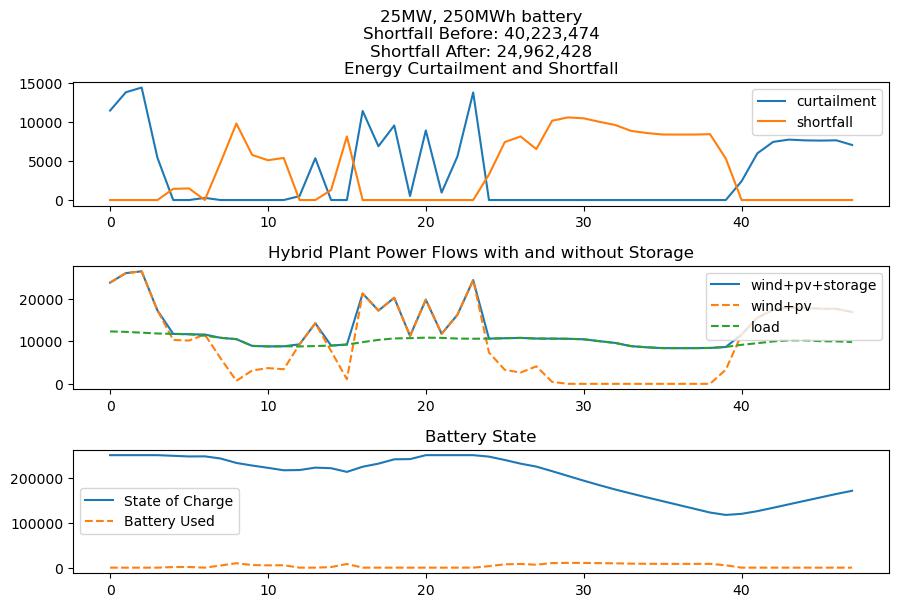 25MW, 250MWh battery
Shortfall Before: 40,223,474
Shortfall After: 24,962,428
Energy Curtailment and Shortfall
15000
10000
5000
0
curtailment
shortfall
0 10 20 30 40
Hybrid Plant Power Flows with and without Storage
20000
10000
0
wind+pv+storage
wind+pv
load
0 10 20 30 40
Battery State
200000
100000
0
State of Charge
Battery Used
0 10 20 30 40